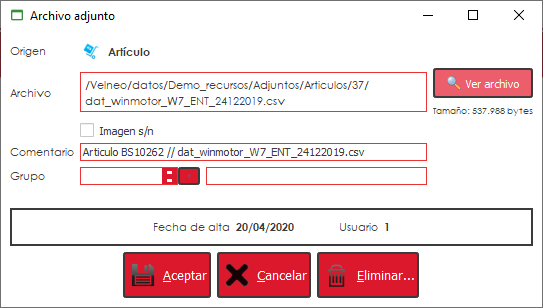 Archivo adjunto
Origen Artículo
Archivo /Velneo/datos/Demo_recursos/Adjuntos/Articulos/37/
dat_winmotor_W7_ENT_24122019.csv
Ver archivo
Tamaño: 537.988 bytes
Imagen s/n
Comentario Articulo BS10262 // dat_winmotor_W7_ENT_24122019.csv
Grupo
Fecha de alta 20/04/2020 Usuario 1
Aceptar Cancelar Eliminar...